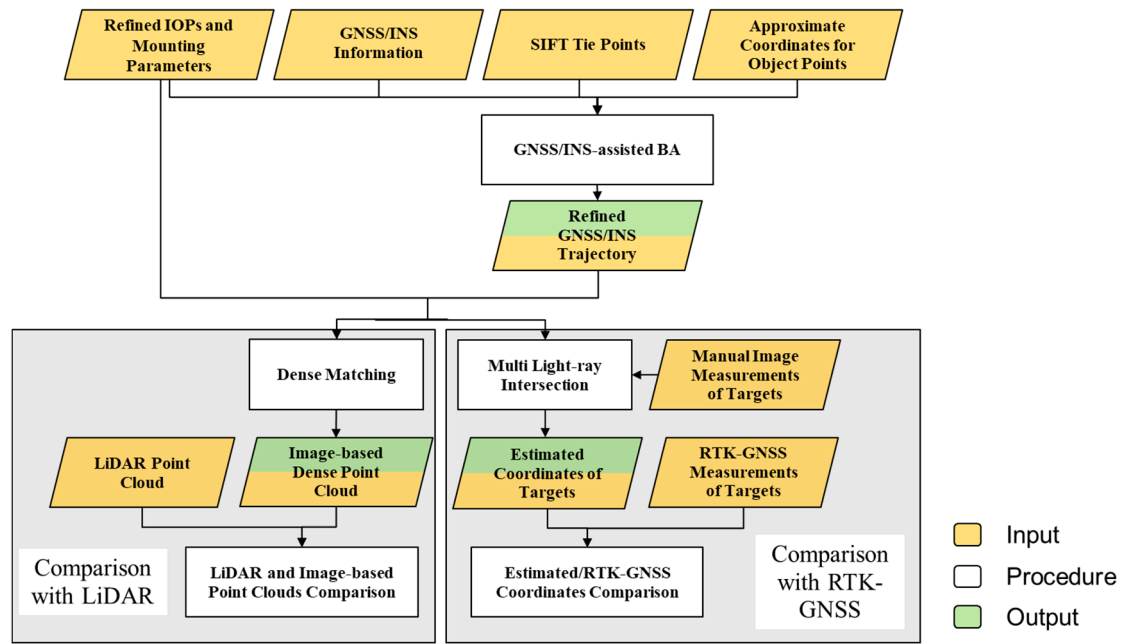 Refined IOPs and
Mounting
Parameters
GNSS/INS
Information
SIFT Tie Points
Approximate
Coordinates for
Object Points
GNSS/INS-assisted BA
Refined
GNSS/INS
Trajectory
Dense Matching
Multi Light-ray
Intersection
Manual Image
Measurements
of Targets
LiDAR Point
Cloud
Image-based
Dense Point
Cloud
Estimated
Coordinates of
Targets
RTK-GNSS
Measurements
of Targets
Comparison
with LiDAR
LiDAR and Image-based
Point Clouds Comparison
Estimated/RTK-GNSS
Coordinates Comparison
Comparison
with RTK-
GNSS
Input
Procedure
Output